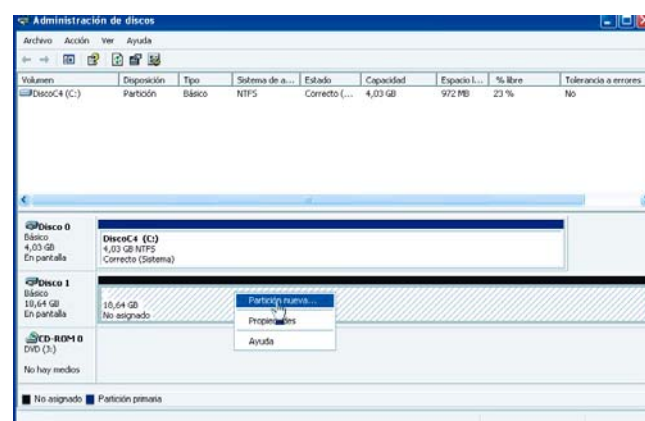 Administración de discos
Archivo Acción Ver Ayuda
Volumen Disposición Tipo Sistema de a... Estado Capacidad Espacio l... % libre Tolerancia a errores
DiscoC4 (C:) Partición Básico NTFS Correcto (... 4,03 GB 972 MB 23 % No
Disco 0
Básico
4,03 GB
En pantalla
DiscoC4 (C:)
4,03 GB NTFS
Correcto (Sistema)
Disco 1
Básico
18,64 GB
En pantalla
18,64 GB
No asignado
Partición nueva...
Propiedades
Ayuda
CD-ROM 0
DVD (J:)
No hay medios
No asignado Partición primaria